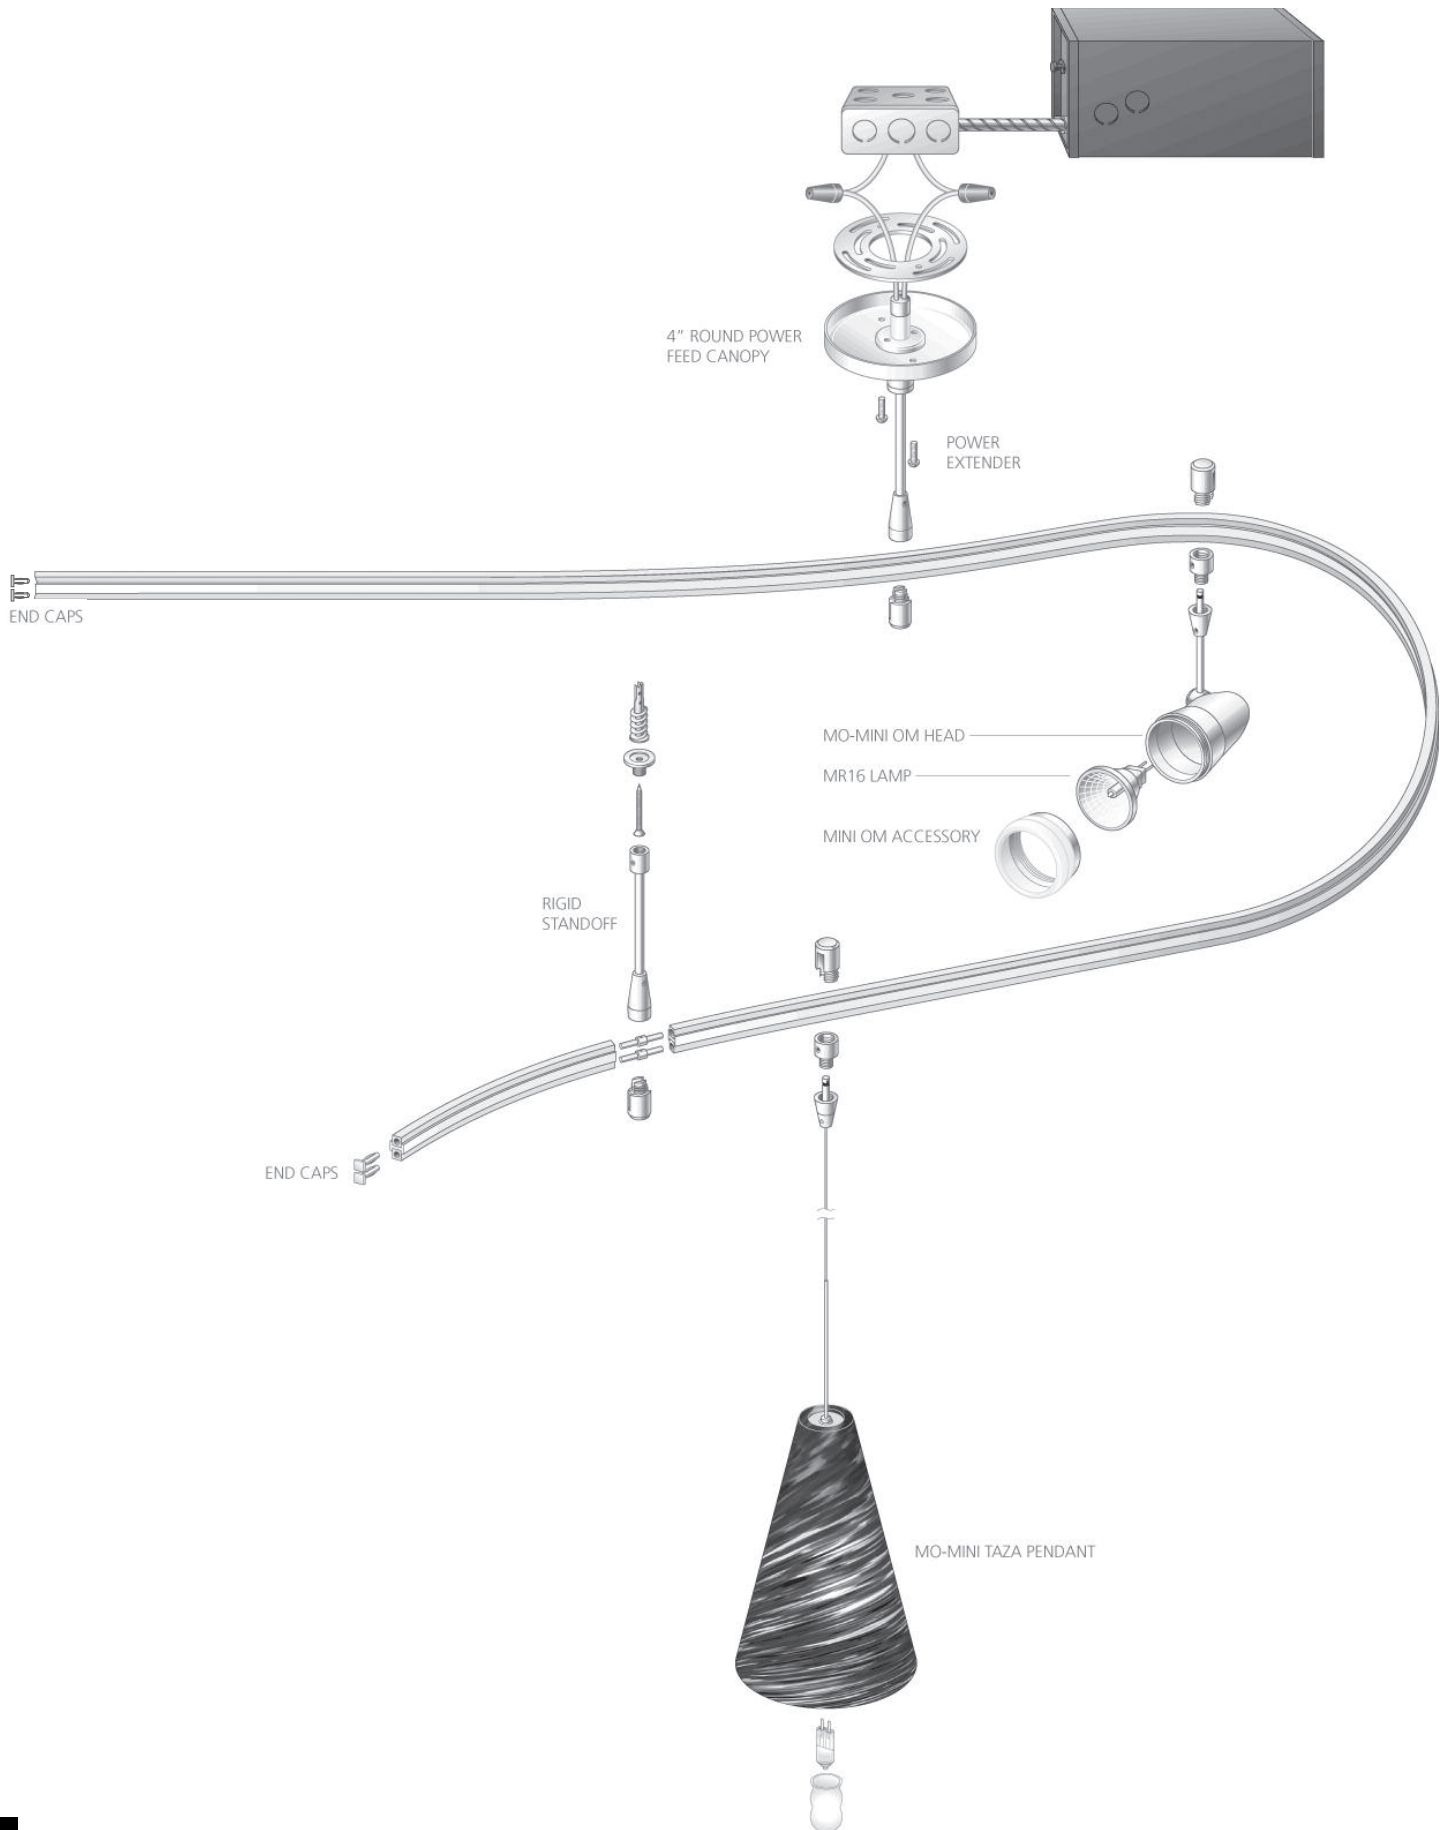 4" ROUND POWER
FEED CANOPY
POWER
EXTENDER
END CAPS
MO-MINI OM HEAD
MR16 LAMP
MINI OM ACCESSORY
RIGID
STANDOFF
END CAPS
MO-MINI TAZA PENDANT